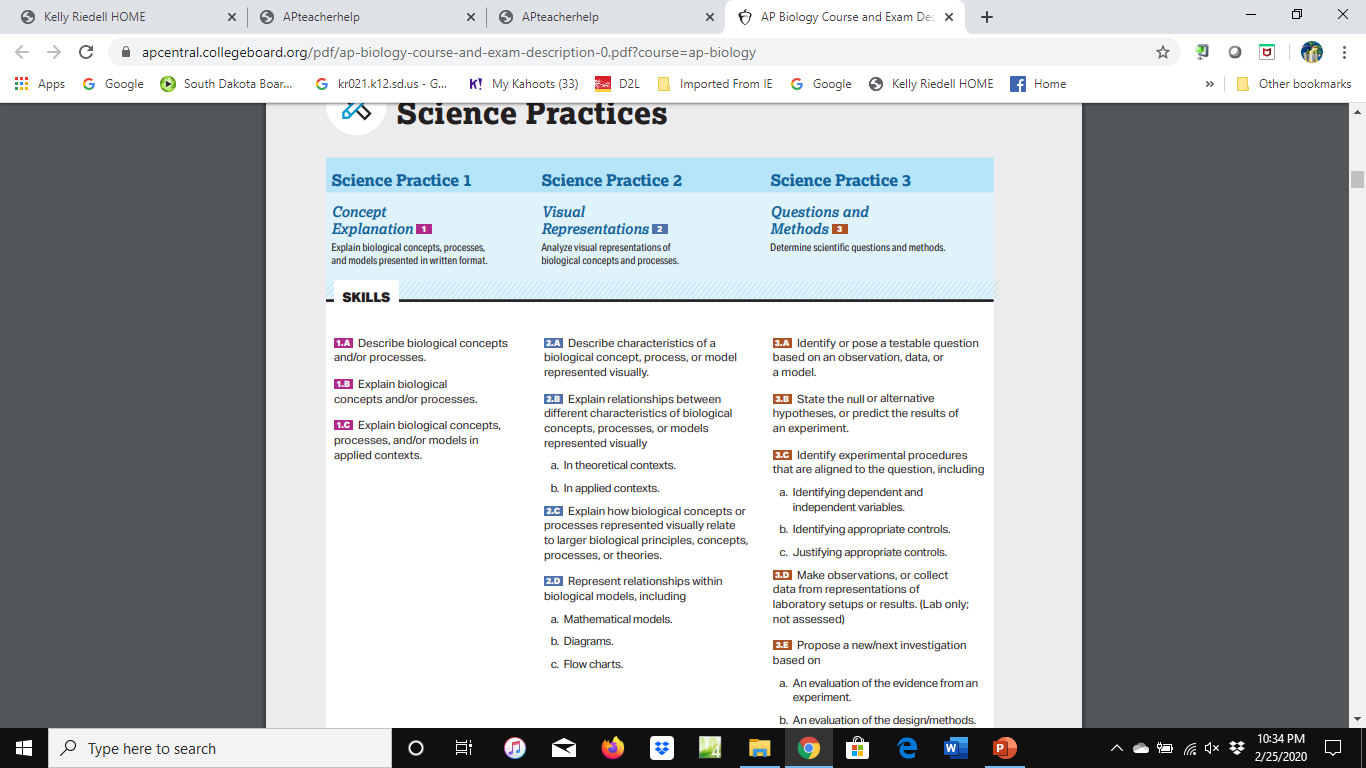 Kelly Riedell HOME
APteacherhelp
APteacherhelp
AP Biology Course and Exam Des
apcentral.collegeboard.org/pdf/ap-biology-course-and-exam-description-0.pdf?course=ap-biology
Apps
Google
South Dakota Boar...
kr021.k12.sd.us - G...
K! My Kahoots (33)
D2L
Imported From IE
Google
Kelly Riedell HOME
Home
»
Other bookmarks
Science Practices
Science Practice 1
Concept
Explanation 1
Explain biological concepts, processes,
and models presented in written format.
Science Practice 2
Visual
Representations 2
Analyze visual representations of
biological concepts and processes.
Science Practice 3
Questions and
Methods 3
Determine scientific questions and methods.
SKILLS
1.A Describe biological concepts
and/or processes.
1.B Explain biological
concepts and/or processes.
1.C Explain biological concepts,
processes, and/or models in
applied contexts.
2.A Describe characteristics of a
biological concept, process, or model
represented visually.
2.B Explain relationships between
different characteristics of biological
concepts, processes, or models
represented visually
a. In theoretical contexts.
b. In applied contexts.
2.C Explain how biological concepts or
processes represented visually relate
to larger biological principles, concepts,
processes, or theories.
2.D Represent relationships within
biological models, including
a. Mathematical models.
b. Diagrams.
c. Flow charts.
3.A Identify or pose a testable question
based on an observation, data, or
a model.
3.B State the null or alternative
hypotheses, or predict the results of
an experiment.
3.C Identify experimental procedures
that are aligned to the question, including
a. Identifying dependent and
independent variables.
b. Identifying appropriate controls.
c. Justifying appropriate controls.
3.D Make observations, or collect
data from representations of
laboratory setups or results. (Lab only;
not assessed)
3.E Propose a new/next investigation
based on
a. An evaluation of the evidence from an
experiment.
b. An evaluation of the design/methods.
Type here to search
10:34 PM
2/25/2020